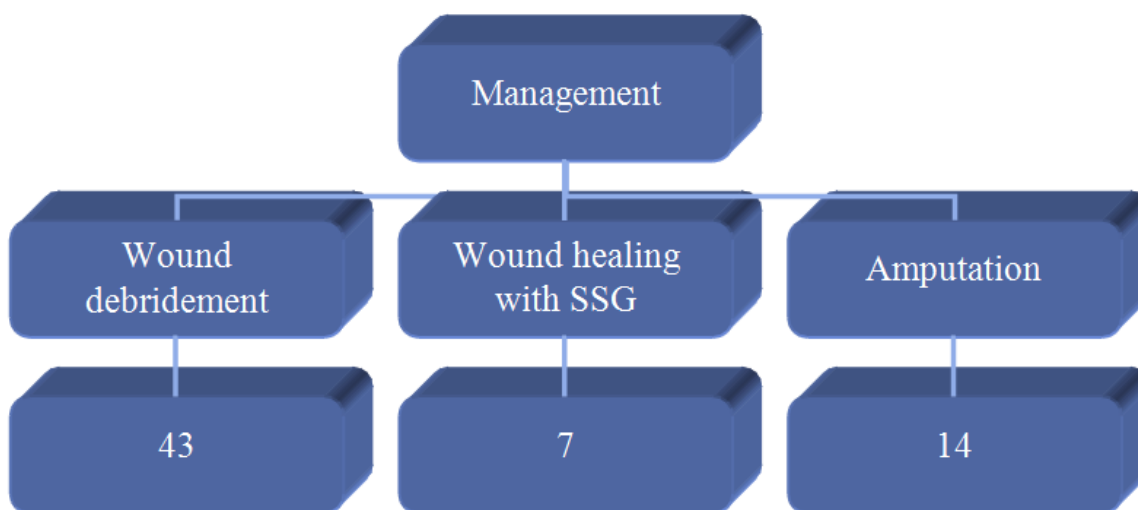 Management
Wound
debridement
Wound healing
with SSG
Amputation
43
7
14